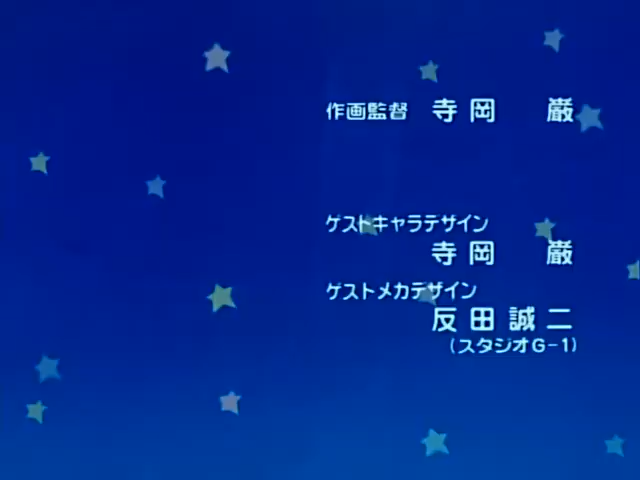 作画監督 寺岡 巌
ゲストキャラデザイン
寺岡 巌
ゲストメカデザイン
反田誠二
(スタジオG-1)